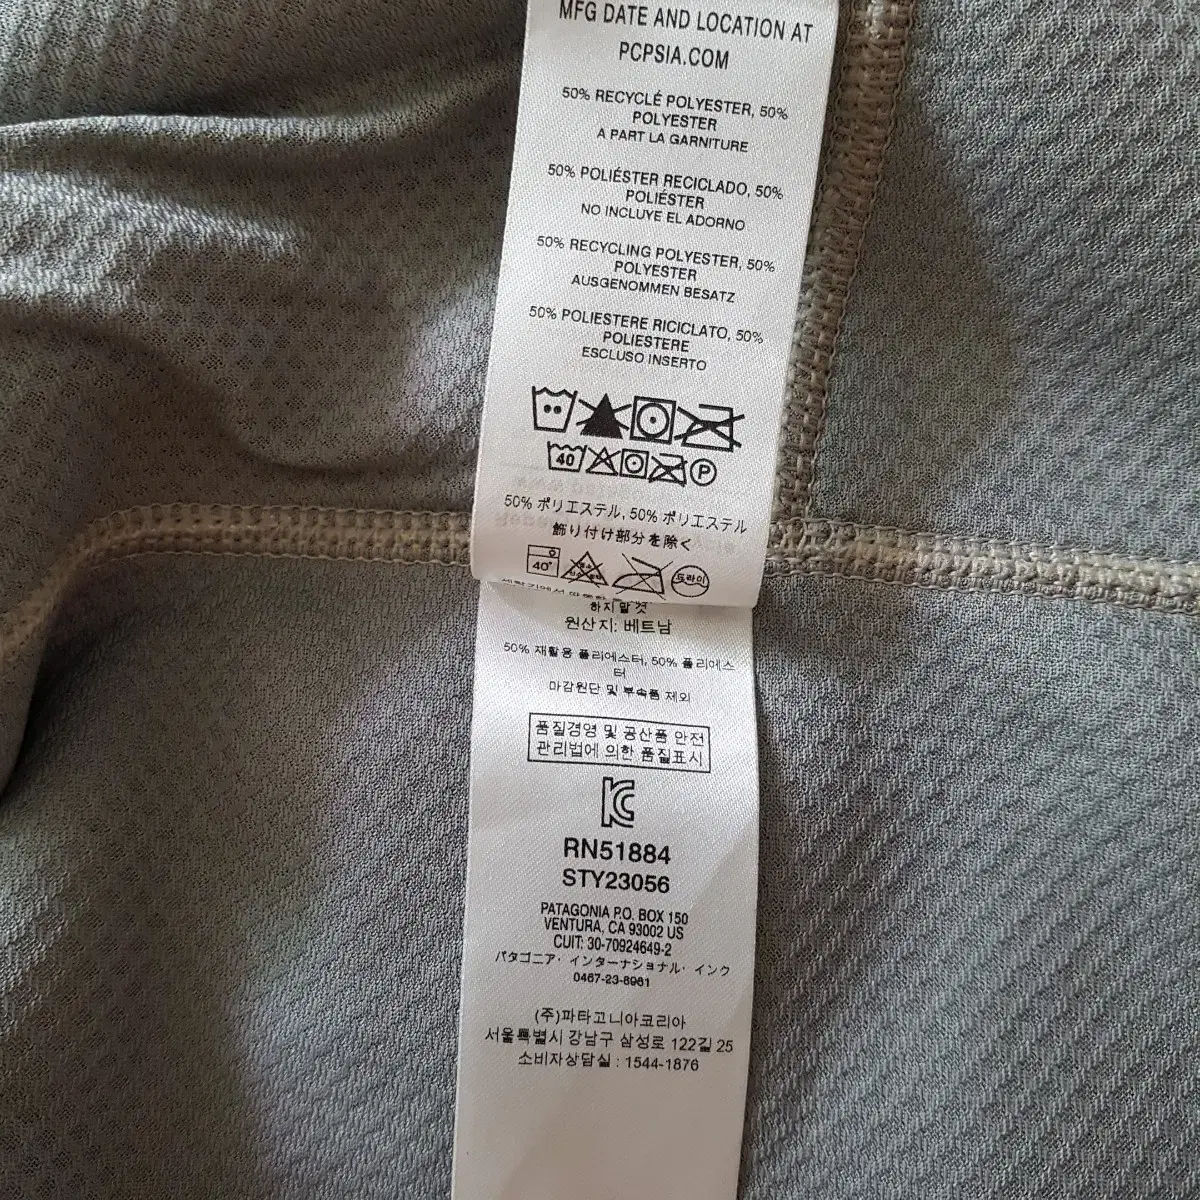 MFG DATE AND LOCATION AT
PCPSIA.COM
50% RECYCLÉ POLYESTER, 50%
POLYESTER
A PART LA GARNITURE
50% POLIÉSTER RECICLADO, 50%
POLIÉSTER
NO INCLUYE EL ADORNO
50% RECYCLING POLYESTER, 50%
POLYESTER
AUSGENOMMEN BESATZ
50% POLIESTERE RICICLATO, 50%
POLIESTERE
ESCLUSO INSERTO
40
P
50% ポリエステル, 50% ポリエステル
飾り付け部分を除く
40°
드라이
하지말것
원산지: 베트남
50% 재활용 폴리에스터, 50% 폴리에스
터
마감원단 및 부속품 제외
품질경영 및 공산품 안전
관리법에 의한 품질표시
RN51884
STY23056
PATAGONIA P.O. BOX 150
VENTURA, CA 93002 US
CUIT: 30-70924649-2
パタゴニア・インターナショナル・インク
0467-23-8961
(주)파타고니아코리아
서울특별시 강남구 삼성로 122길 25
소비자상담실 : 1544-1876